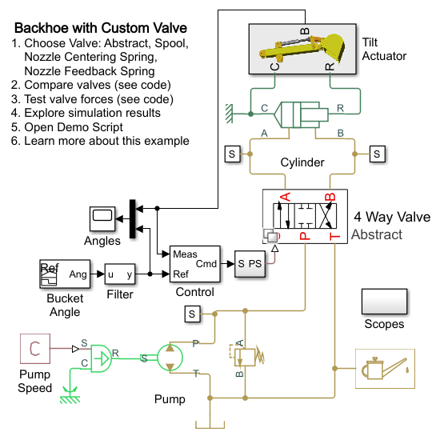 Backhoe with Custom Valve
1. Choose Valve: Abstract, Spool,
Nozzle Centering Spring,
Nozzle Feedback Spring
2. Compare valves (see code)
3. Test valve forces (see code)
4. Explore simulation results
5. Open Demo Script
6. Learn more about this example
B
Tilt
Actuator
C
R
C
R
A
B
S
S
Cylinder
A
B
4 Way Valve
P
T
Abstract
Angles
Meas
Cmd
Ref
S PS
Control
Ref
Ang
u
y
Bucket
Angle
Filter
S
Scopes
C
Pump
Speed
S
C
R
S
P
T
Pump
A
B